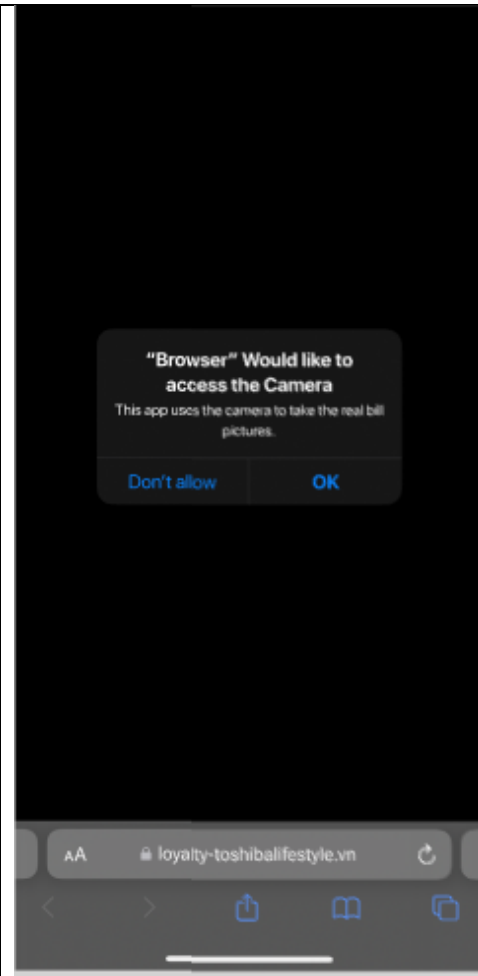 “Browser” Would like to
access the Camera
This app uses the camera to take the real bill
pictures.
Don't allow
OK
AA
loyalty-toshibalifestyle.vn